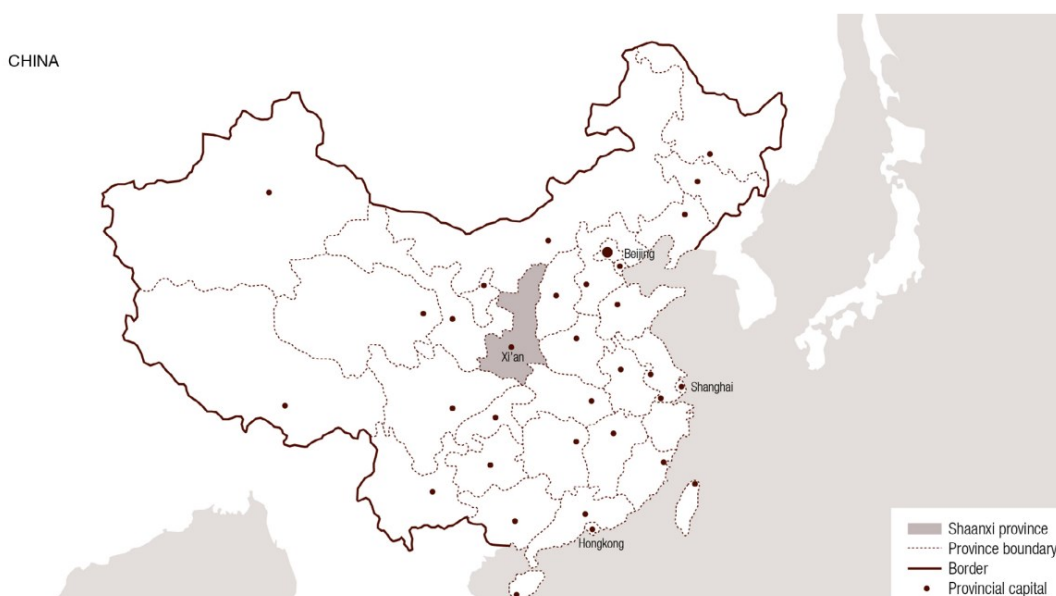 CHINA
Beijing
Xi'an
Shanghai
Hongkong
Shaanxi province
Province boundary
Border
Provincial capital